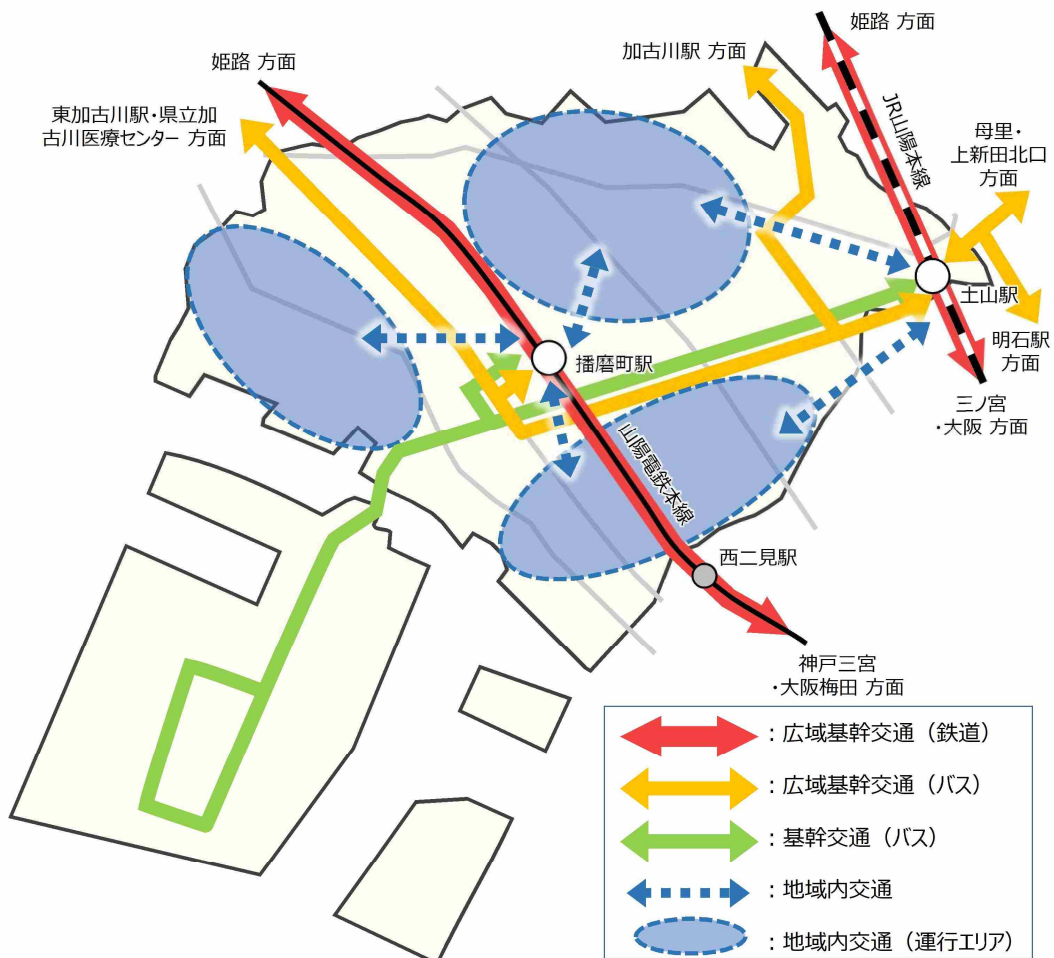 姫路 方面
加古川駅 方面
姫路 方面
東加古川駅・県立加
古川医療センター 方面
JR山陽本線
母里・
上新田北口
方面
土山駅
明石駅
方面
播磨町駅
三ノ宮
・大阪 方面
山陽電鉄本線
西二見駅
神戸三宮
・大阪梅田 方面
：広域基幹交通（鉄道）
：広域基幹交通（バス）
：基幹交通（バス）
：地域内交通
：地域内交通（運行エリア）